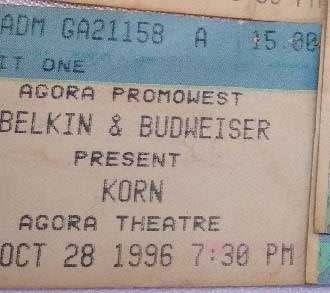 ADM GA21158 A 15.00
IT ONE
AGORA PROMOWEST
BELKIN & BUDWEISER
PRESENT
KORN
AGORA THEATRE
OCT 28 1996 7:30 PM